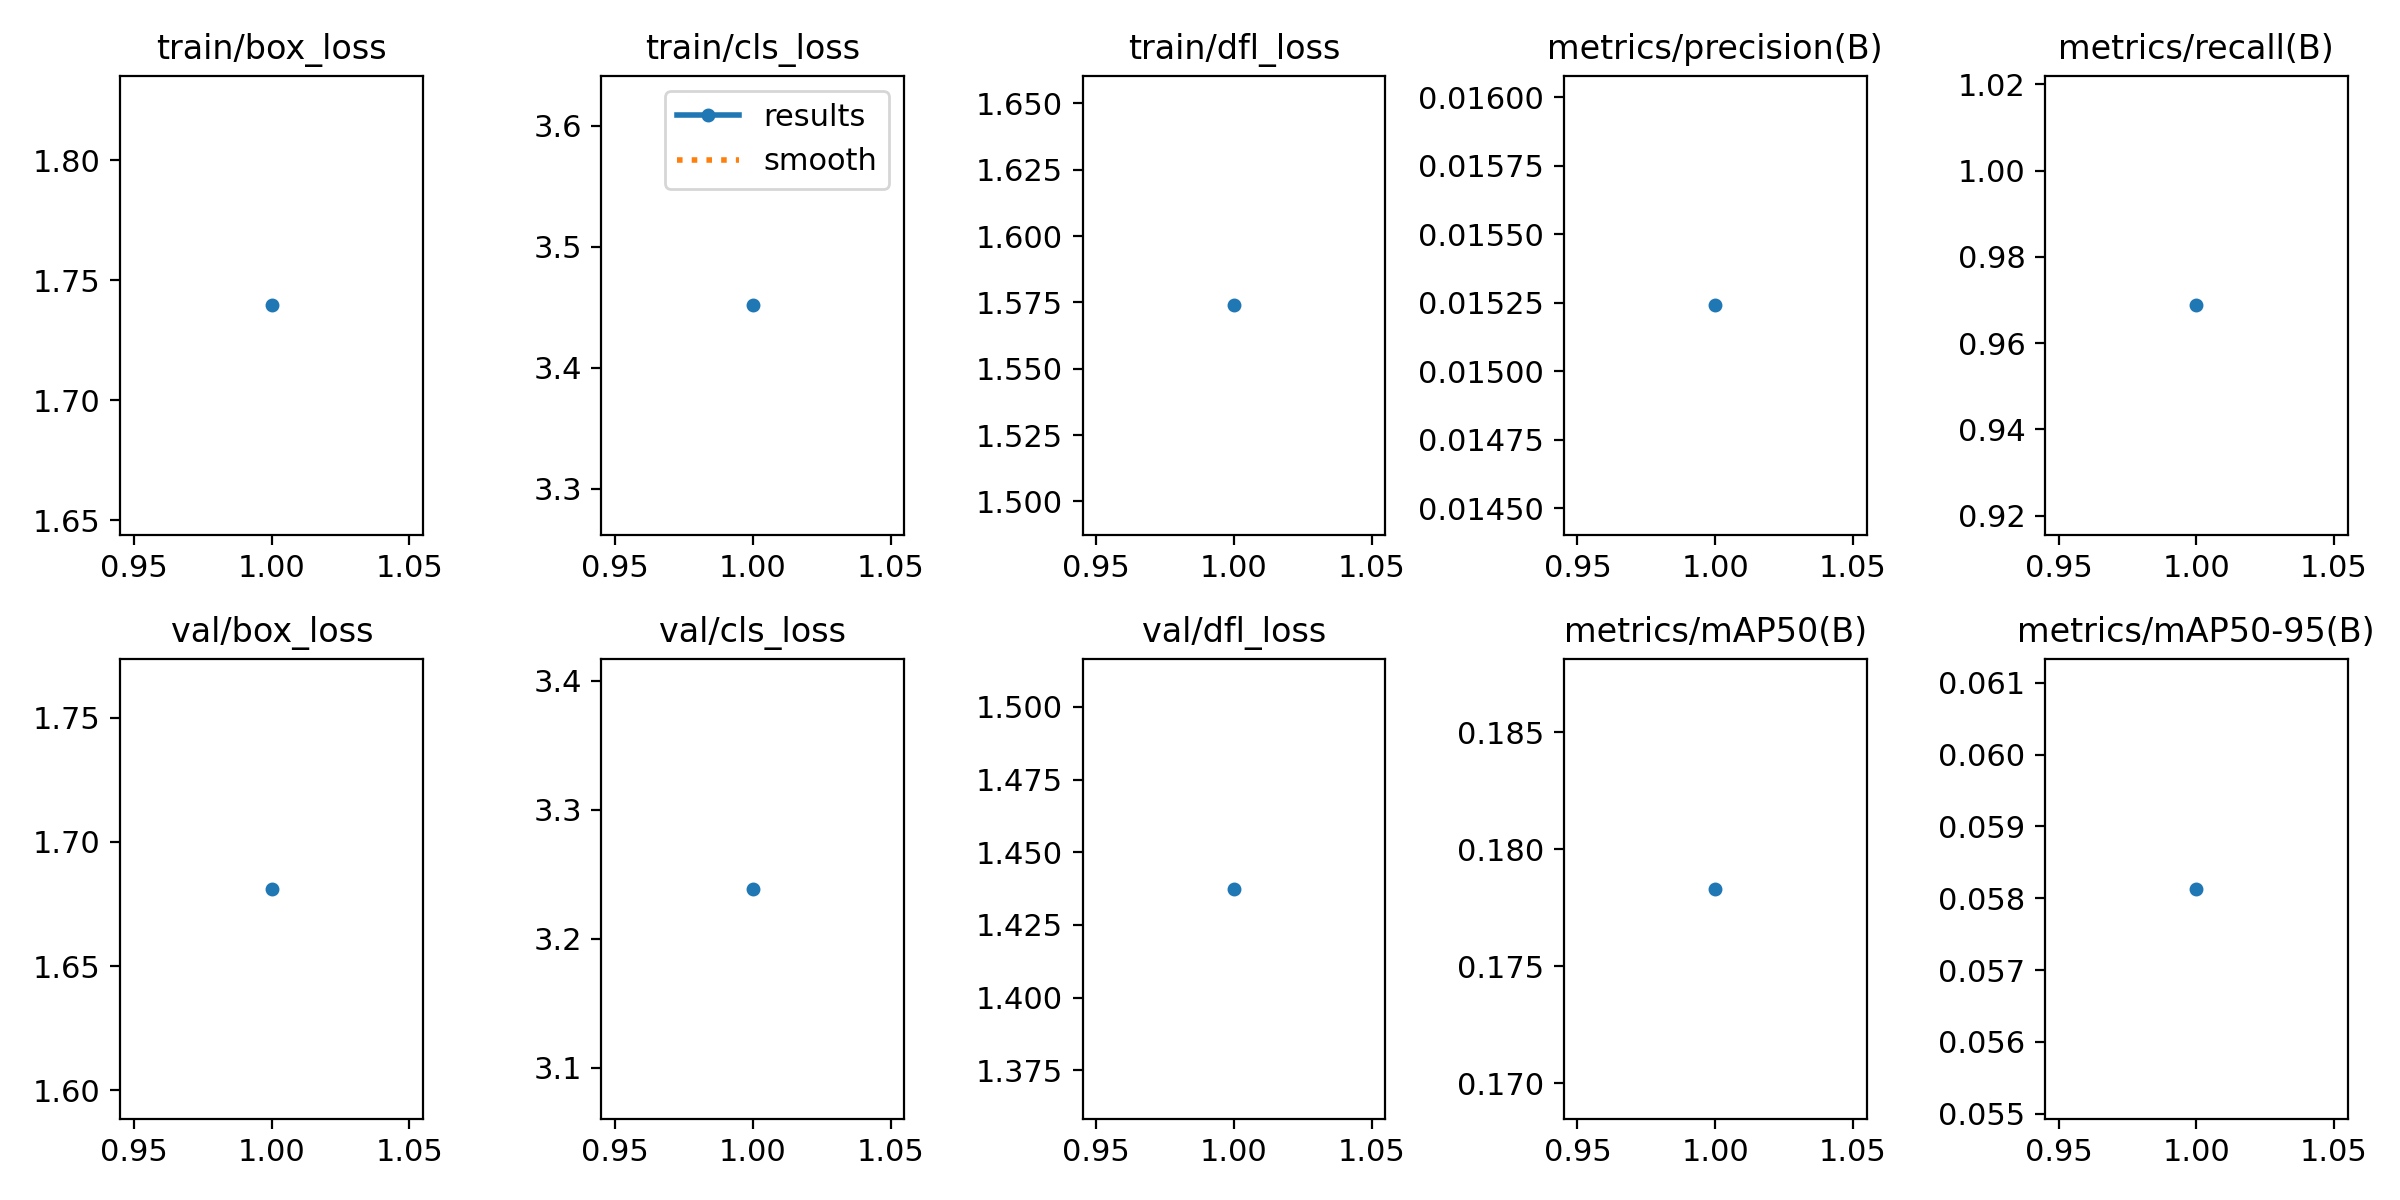 train/box_loss
1.80
1.75
1.70
1.65
0.95 1.00 1.05
train/cls_loss
results
smooth
3.6
3.5
3.4
3.3
0.95 1.00 1.05
train/dfl_loss
1.650
1.625
1.600
1.575
1.550
1.525
1.500
0.95 1.00 1.05
metrics/precision(B)
0.01600
0.01575
0.01550
0.01525
0.01500
0.01475
0.01450
0.95 1.00 1.05
metrics/recall(B)
1.02
1.00
0.98
0.96
0.94
0.92
0.95 1.00 1.05
val/box_loss
1.75
1.70
1.65
1.60
0.95 1.00 1.05
val/cls_loss
3.4
3.3
3.2
3.1
0.95 1.00 1.05
val/dfl_loss
1.500
1.475
1.450
1.425
1.400
1.375
0.95 1.00 1.05
metrics/mAP50(B)
0.185
0.180
0.175
0.170
0.95 1.00 1.05
metrics/mAP50-95(B)
0.061
0.060
0.059
0.058
0.057
0.056
0.055
0.95 1.00 1.05